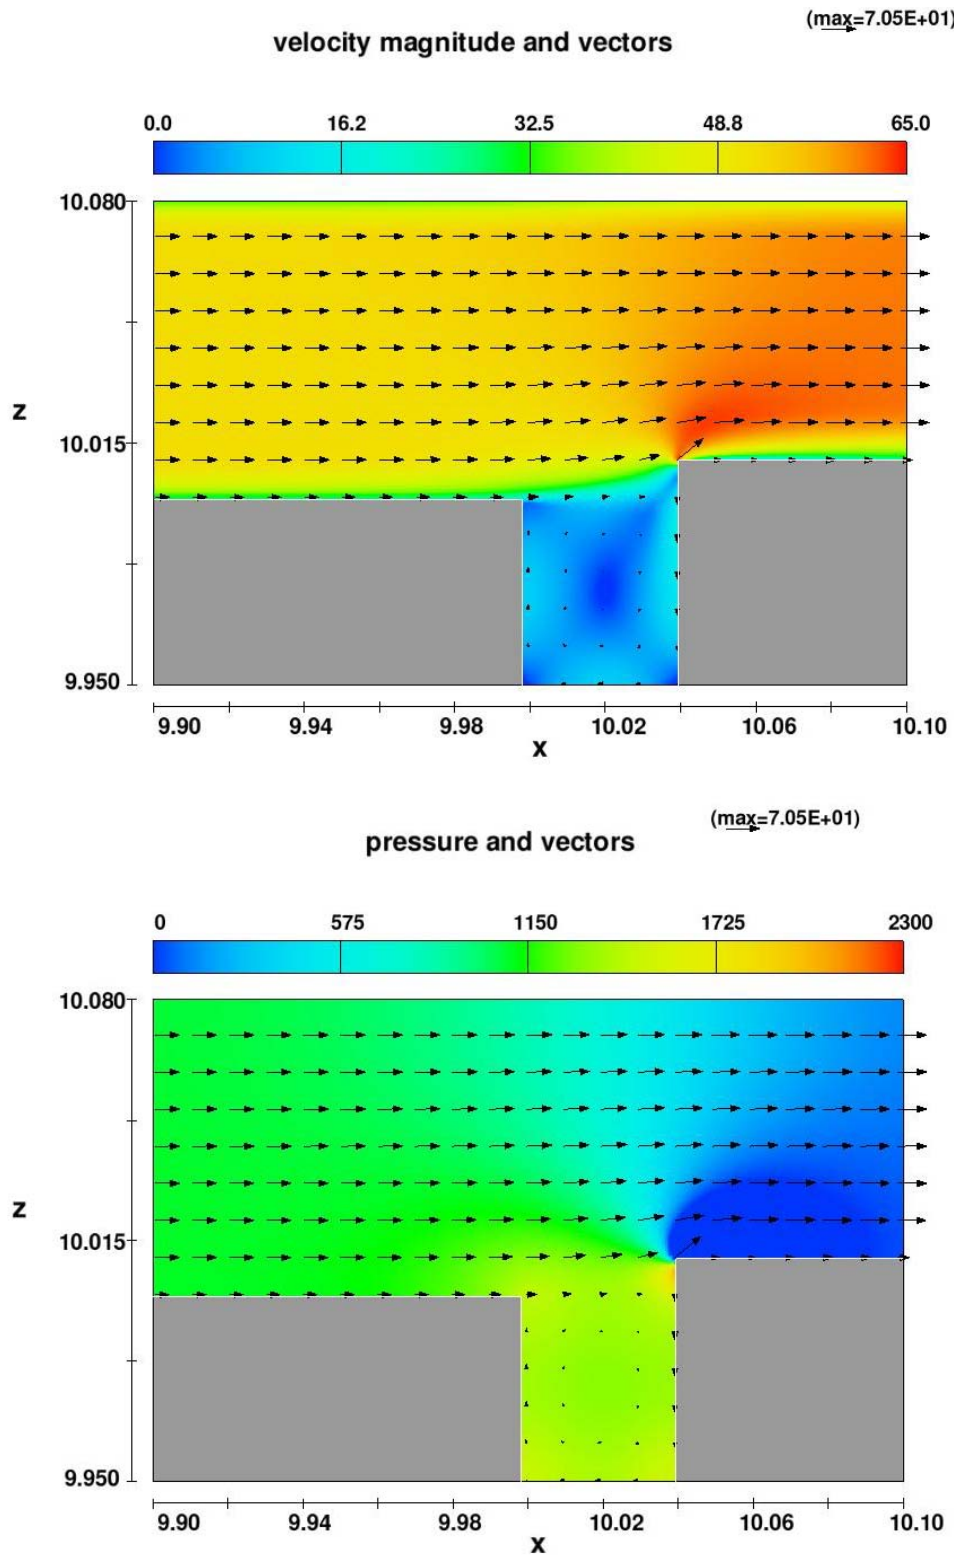 (max=7.05E+01)
velocity magnitude and vectors
0.0 16.2 32.5 48.8 65.0
10.080
z
10.015
9.950
9.90 9.94 9.98 10.02 10.06 10.10
x
(max=7.05E+01)
pressure and vectors
0 575 1150 1725 2300
10.080
z
10.015
9.950
9.90 9.94 9.98 10.02 10.06 10.10
x